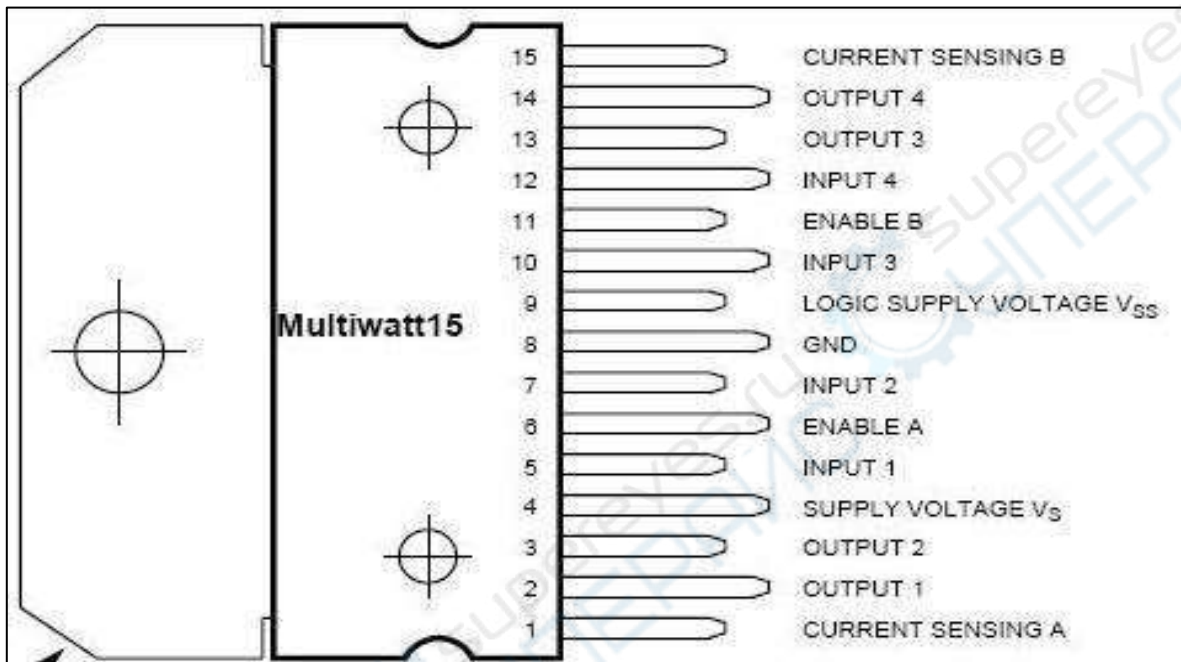 15 CURRENT SENSING B
14 OUTPUT 4
13 OUTPUT 3
12 INPUT 4
11 ENABLE B
10 INPUT 3
9 LOGIC SUPPLY VOLTAGE VSS
Multiwatt15
8 GND
7 INPUT 2
6 ENABLE A
5 INPUT 1
4 SUPPLY VOLTAGE VS
3 OUTPUT 2
2 OUTPUT 1
1 CURRENT SENSING A
supereyes.ru